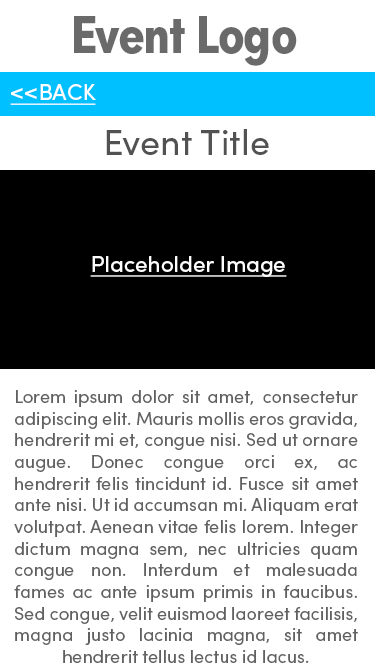 Event Logo
<<BACK
Event Title
Placeholder Image
Lorem ipsum dolor sit amet, consectetur
adipiscing elit. Mauris mollis eros gravida,
hendrerit mi et, congue nisi. Sed ut ornare
augue. Donec congue orci ex, ac
hendrerit felis tincidunt id. Fusce sit amet
ante nisi. Ut id accumsan mi. Aliquam erat
volutpat. Aenean vitae felis lorem. Integer
dictum magna sem, nec ultricies quam
congue non. Interdum et malesuada
fames ac ante ipsum primis in faucibus.
Sed congue, velit euismod laoreet facilisis,
magna justo lacinia magna, sit amet
hendrerit tellus lectus id lacus.